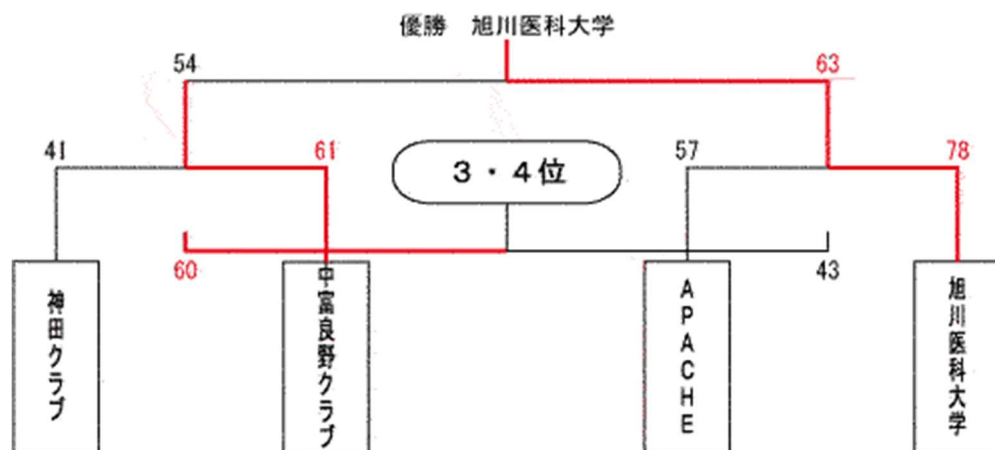 優勝 旭川医科大学
54
63
41
61
57
78
3・4位
60
43
神田クラブ
中富良野クラブ
APACHE
旭川医科大学